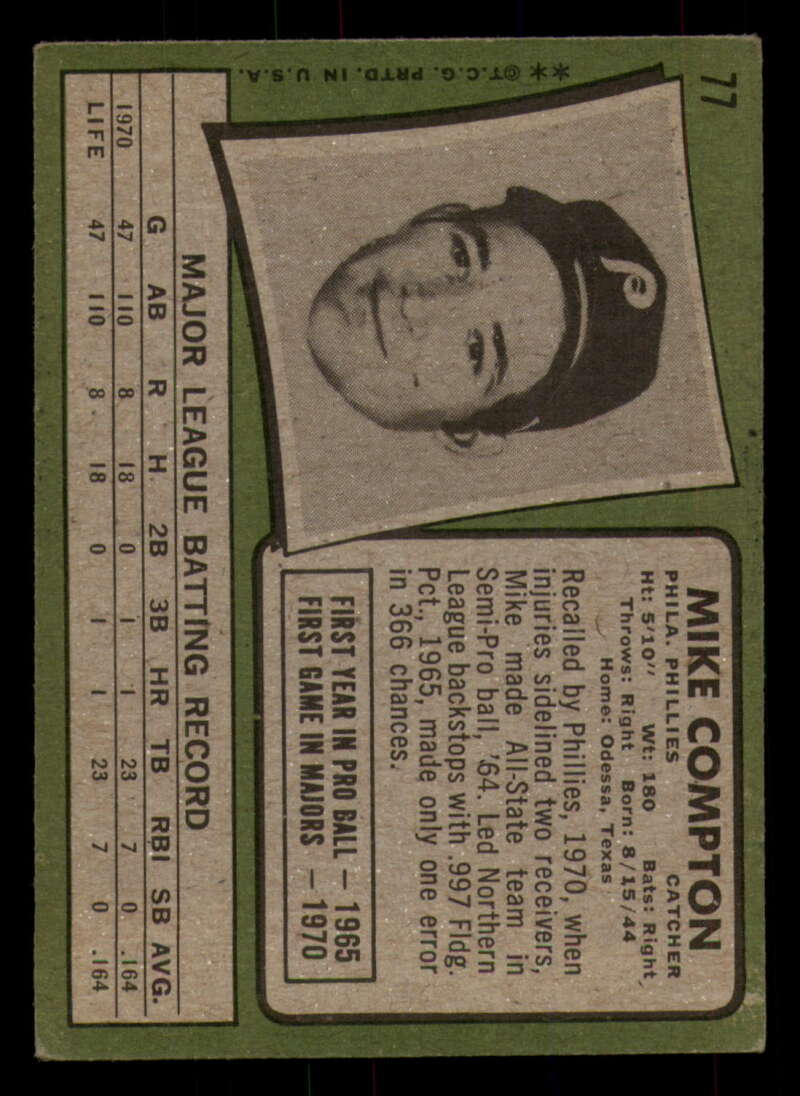 77
**©T.C.G. PRTD. IN U.S.A.
P
MIKE COMPTON
PHILA. PHILLIES CATCHER
Ht: 5'10" Wt: 180 Bats: Right
Throws: Right Born: 8/15/44
Home: Odessa, Texas
Recalled by Phillies, 1970, when
injuries sidelined two receivers,
Mike made All-State team in
Semi-Pro ball, '64. Led Northern
League backstops with .997 Fldg.
Pct., 1965, made only one error
in 366 chances.
FIRST YEAR IN PRO BALL — 1965
FIRST GAME IN MAJORS — 1970
MAJOR LEAGUE BATTING RECORD
G AB R H 2B 3B HR TB RBI SB AVG.
1970 47 110 8 18 0 1 1 23 7 0 .164
LIFE 47 110 8 18 0 1 1 23 7 0 .164